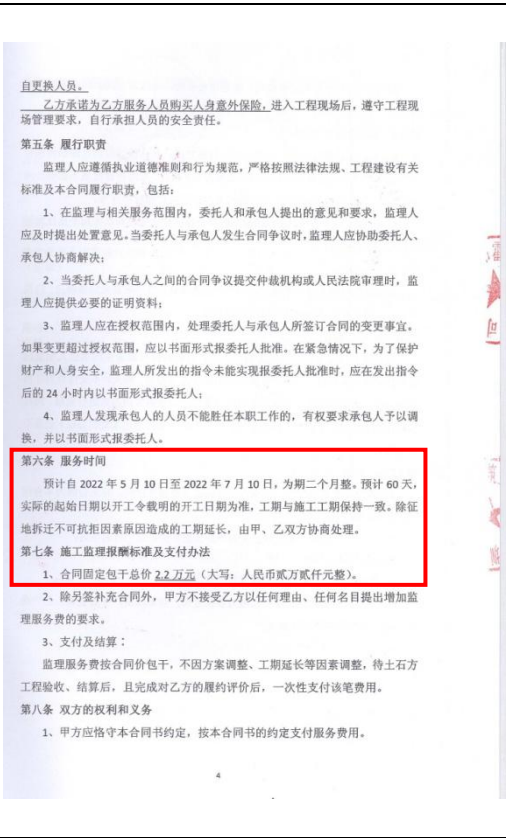 自更换人员。
乙方承诺为乙方服务人员购买人身意外保险，进入工程现场后，遵守工程现
场管理要求，自行承担人员的安全责任。
第五条 履行职责
监理人应遵循执业道德准则和行为规范，严格按照法律法规、工程建设有关
标准及本合同履行职责，包括：
1、在监理与相关服务范围内，委托人和承包人提出的意见和要求，监理人
应及时提出处置意见。当委托人与承包人发生合同争议时，监理人应协助委托人、
承包人协商解决；
2、当委托人与承包人之间的合同争议提交仲裁机构或人民法院审理时，监
理人应提供必要的证明资料；
3、监理人应在授权范围内，处理委托人与承包人所签订合同的变更事宜。
如果变更超过授权范围，应以书面形式报委托人批准。在紧急情况下，为了保护
财产和人身安全，监理人所发出的指令未能实现报委托人批准时，应在发出指令
后的 24 小时内以书面形式报委托人；
4、监理人发现承包人的人员不能胜任本职工作的，有权要求承包人予以调
换，并以书面形式报委托人。
第六条 服务时间
预计自 2022 年 5 月 10 日至 2022 年 7 月 10 日，为期二个月整。预计 60 天，
实际的起始日期以开工令载明的开工日期为准，工期与施工工期保持一致。除征
地拆迁不可抗拒因素原因造成的工期延长，由甲、乙双方协商处理。
第七条 施工监理报酬标准及支付办法
1、合同固定包干总价 2.2 万元（大写：人民币贰万贰仟元整）。
2、除另签补充合同外，甲方不接受乙方以任何理由、任何名目提出增加监
理服务费的要求。
3、支付及结算：
监理服务费按合同价包干，不因方案调整、工期延长等因素调整，待土石方
工程验收、结算后，且完成对乙方的履约评价后，一次性支付该笔费用。
第八条 双方的权利和义务
1、甲方应恪守本合同书约定，按本合同书的约定支付服务费用。
4